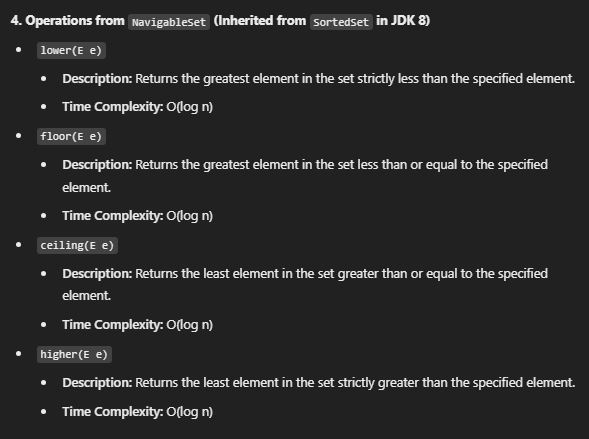 4. Operations from NavigableSet (Inherited from SortedSet in JDK 8)
• lower(E e)
• Description: Returns the greatest element in the set strictly less than the specified element.
• Time Complexity: O(log n)
• floor(E e)
• Description: Returns the greatest element in the set less than or equal to the specified
element.
• Time Complexity: O(log n)
• ceiling(E e)
• Description: Returns the least element in the set greater than or equal to the specified
element.
• Time Complexity: O(log n)
• higher(E e)
• Description: Returns the least element in the set strictly greater than the specified element.
• Time Complexity: O(log n)